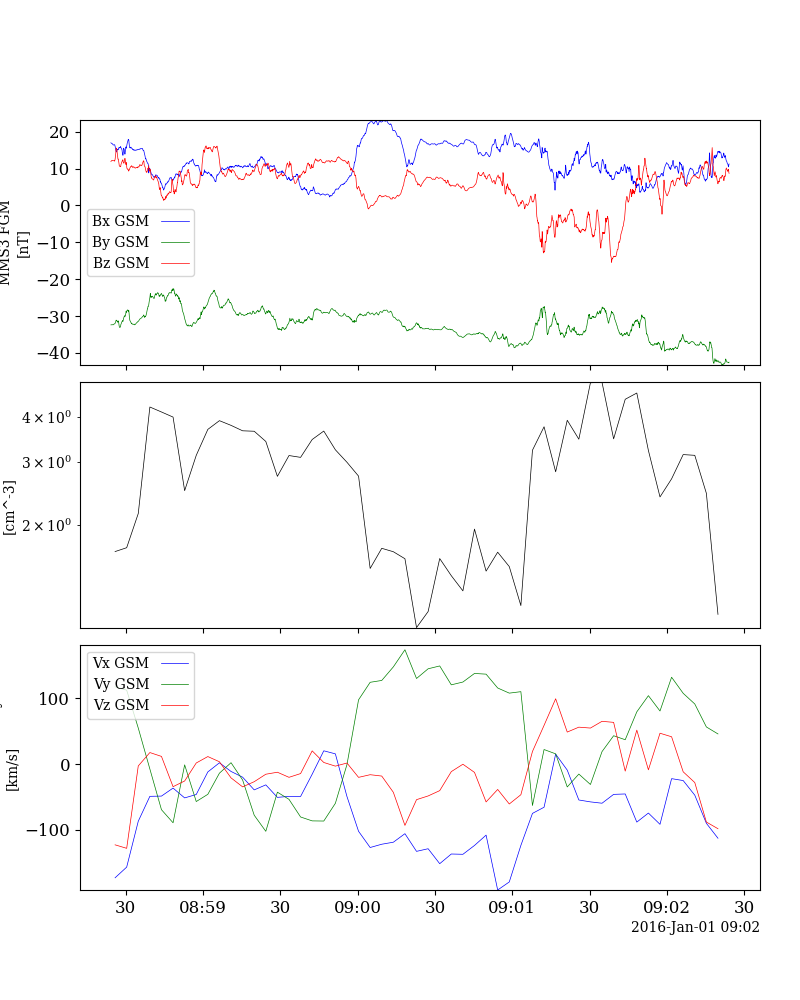 20
10
0
−10
−20
−30
−40
MMS3 FGM
[nT]
Bx GSM
By GSM
Bz GSM
4 × 10⁰
3 × 10⁰
2 × 10⁰
[cm^-3]
Vx GSM
Vy GSM
Vz GSM
100
0
−100
[km/s]
30 08:59 30 09:00 30 09:01 30 09:02 30
2016-Jan-01 09:02